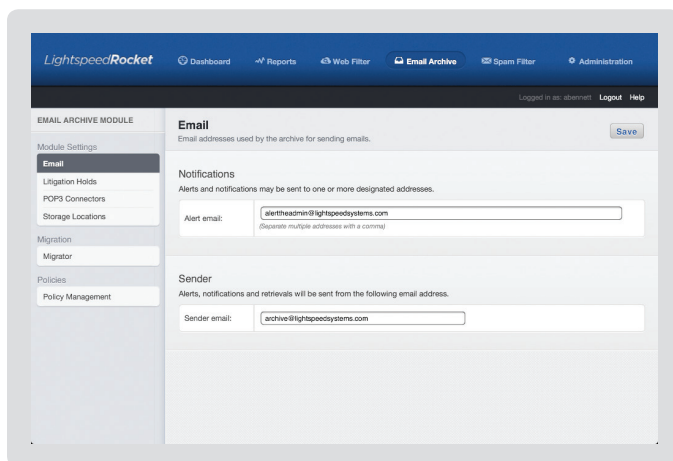 LightspeedRocket
Dashboard
Reports
Web Filter
Email Archive
Spam Filter
Administration
Logged in as: abennett Logout Help
EMAIL ARCHIVE MODULE
Module Settings
Email
Litigation Holds
POP3 Connectors
Storage Locations
Migration
Migrator
Policies
Policy Management
Email
Email addresses used by the archive for sending emails.
Save
Notifications
Alerts and notifications may be sent to one or more designated addresses.
Alert email:
alerttheadmin@lightspeedsystems.com
(Separate multiple addresses with a comma)
Sender
Alerts, notifications and retrievals will be sent from the following email address.
Sender email:
archive@lightspeedsystems.com